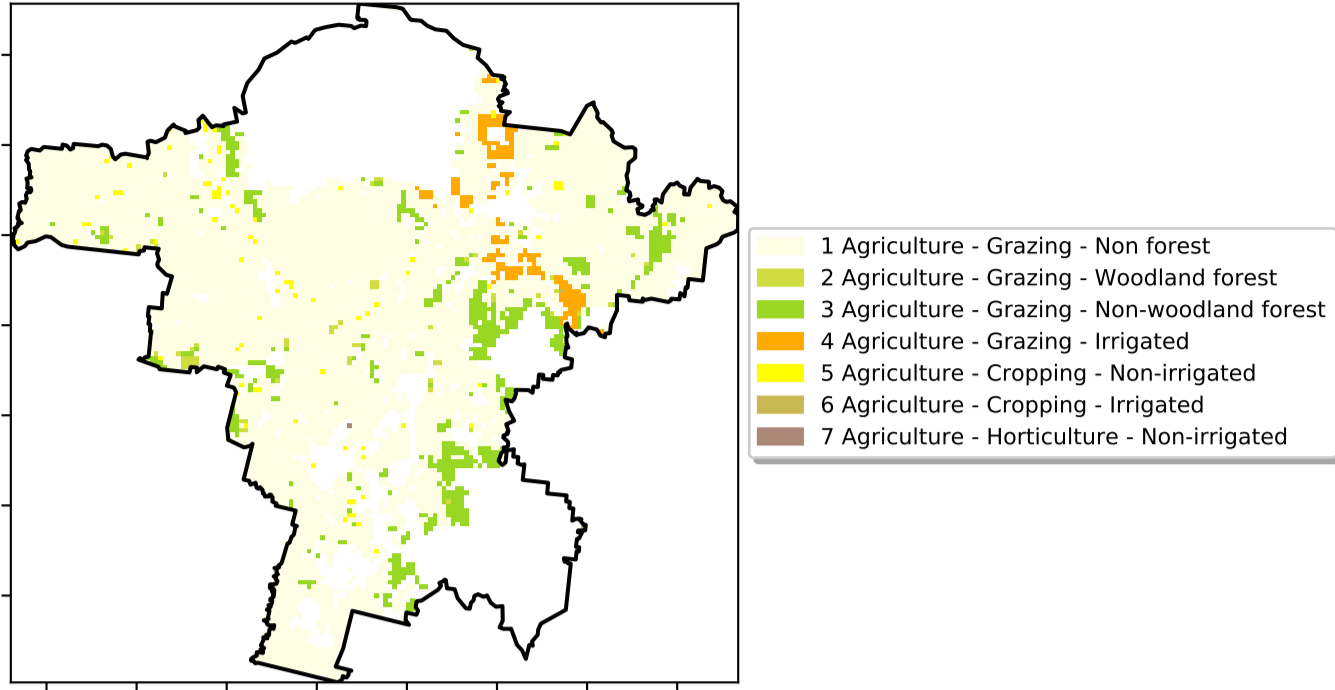 1 Agriculture - Grazing - Non forest
2 Agriculture - Grazing - Woodland forest
3 Agriculture - Grazing - Non-woodland forest
4 Agriculture - Grazing - Irrigated
5 Agriculture - Cropping - Non-irrigated
6 Agriculture - Cropping - Irrigated
7 Agriculture - Horticulture - Non-irrigated